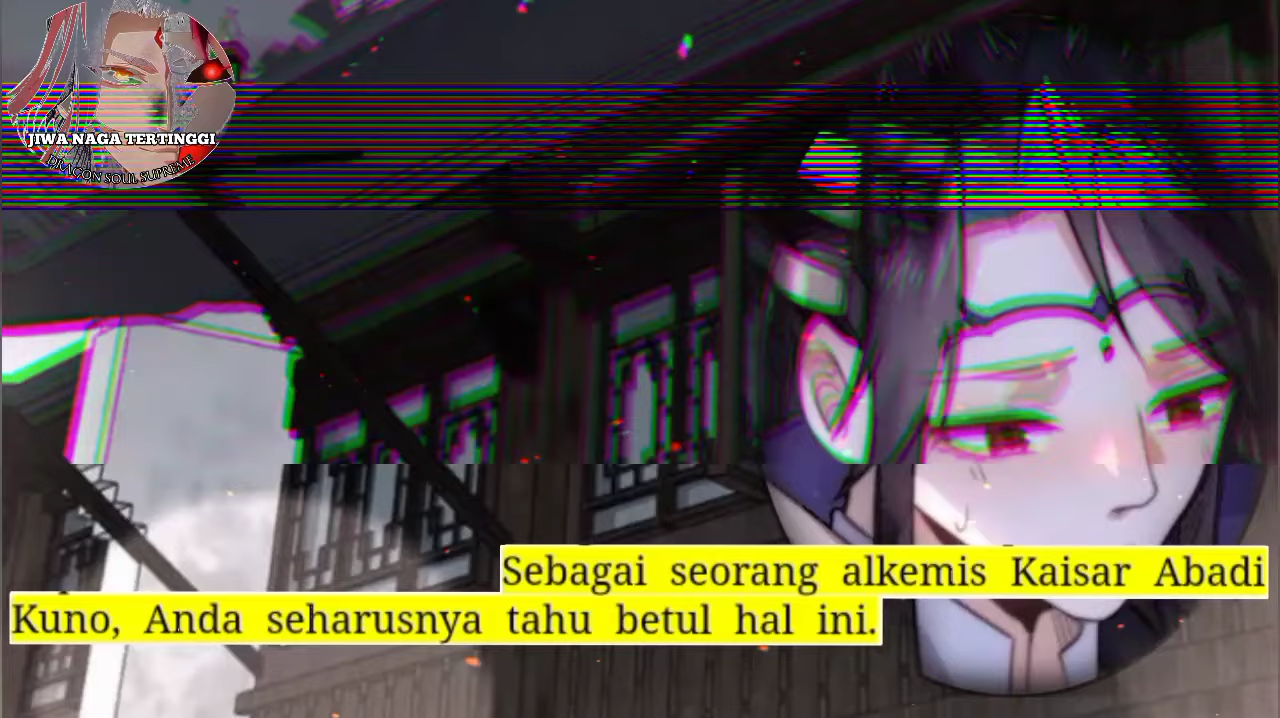 JIWA NAGA TERTINGGI
DRAGON SOUL SUPREME
Sebagai seorang alkemis Kaisar Abadi
Kuno, Anda seharusnya tahu betul hal ini.